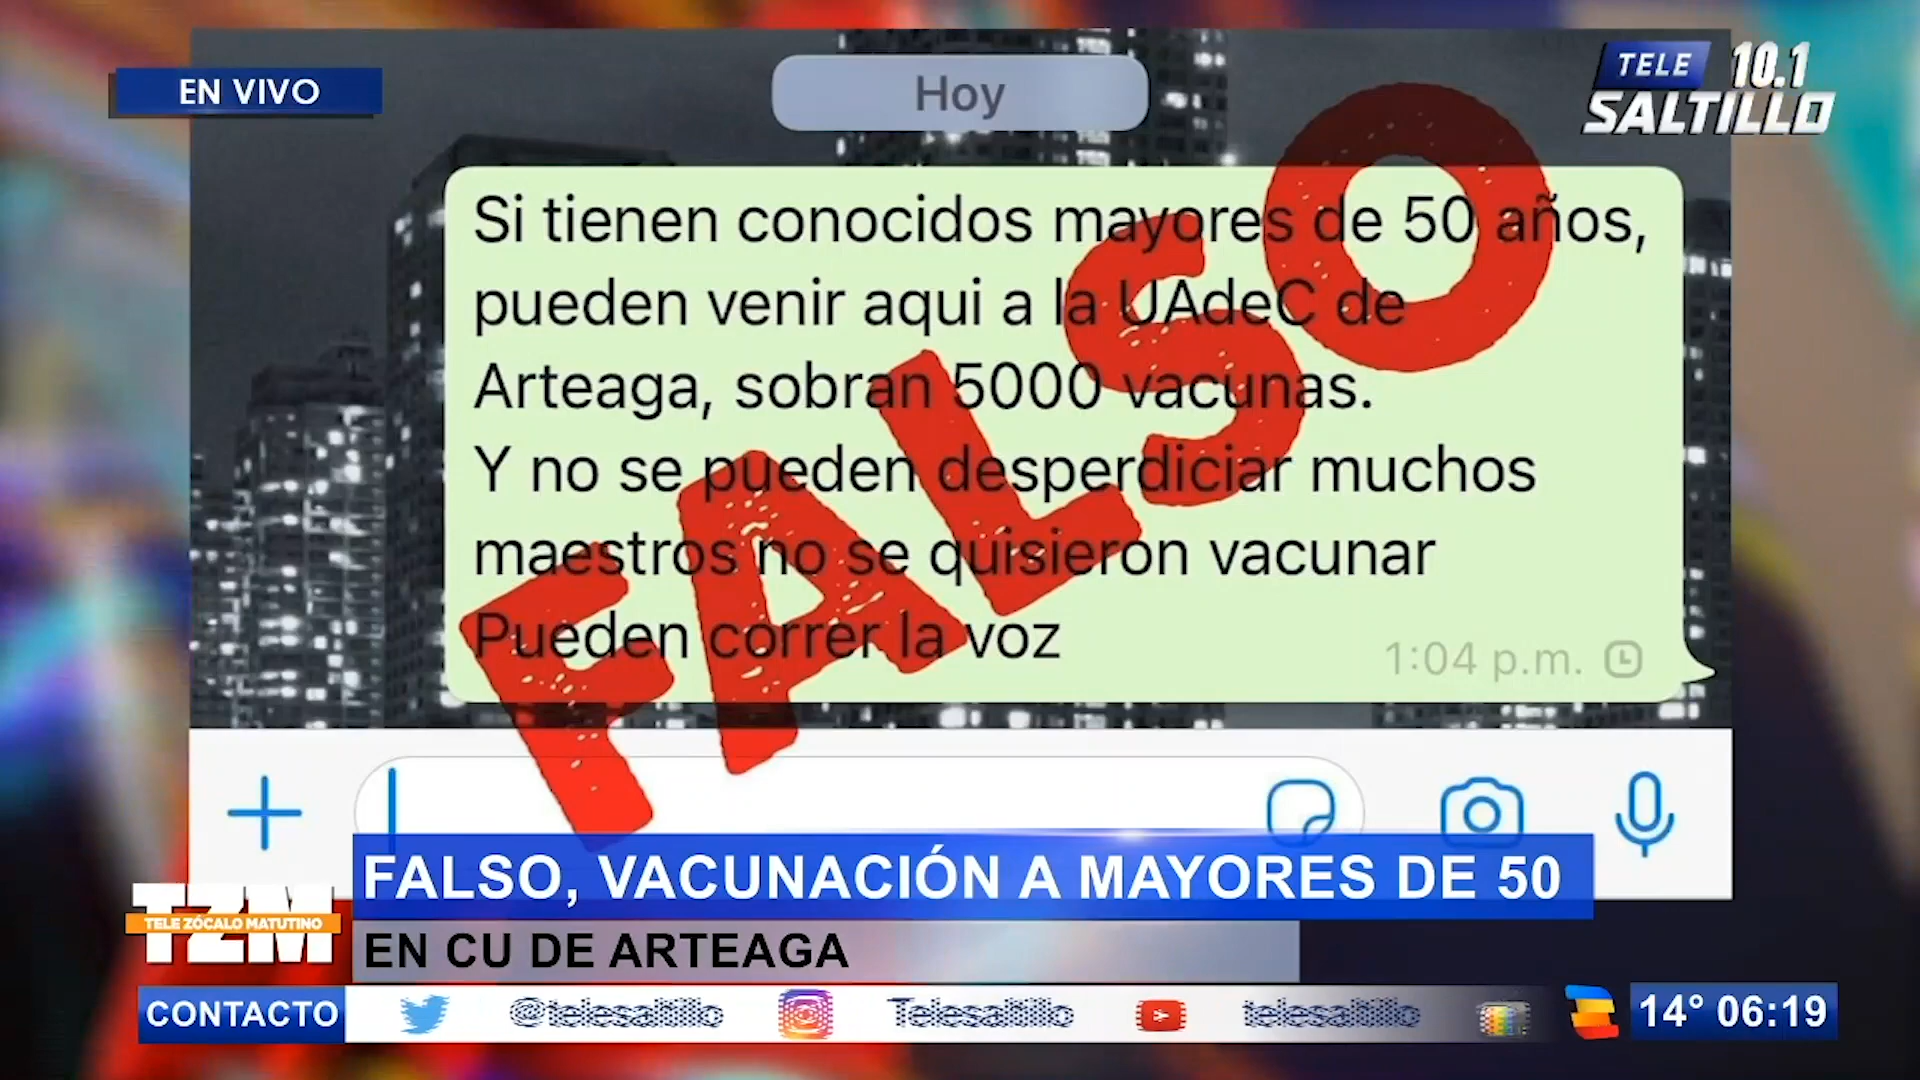 EN VIVO
Hoy
TELE 10.1
SALTILLO
Si tienen conocidos mayores de 50 años,
pueden venir aqui a la UAdeC de
Arteaga, sobran 5000 vacunas.
Y no se pueden desperdiciar muchos
maestros no se quisieron vacunar
Pueden correr la voz
1:04 p.m.
FALSO
FALSO, VACUNACIÓN A MAYORES DE 50
TZM
TELE ZÓCALO MATUTINO
EN CU DE ARTEAGA
CONTACTO
@telesaltillo
Telesaltillo
telesaltillo
14° 06:19